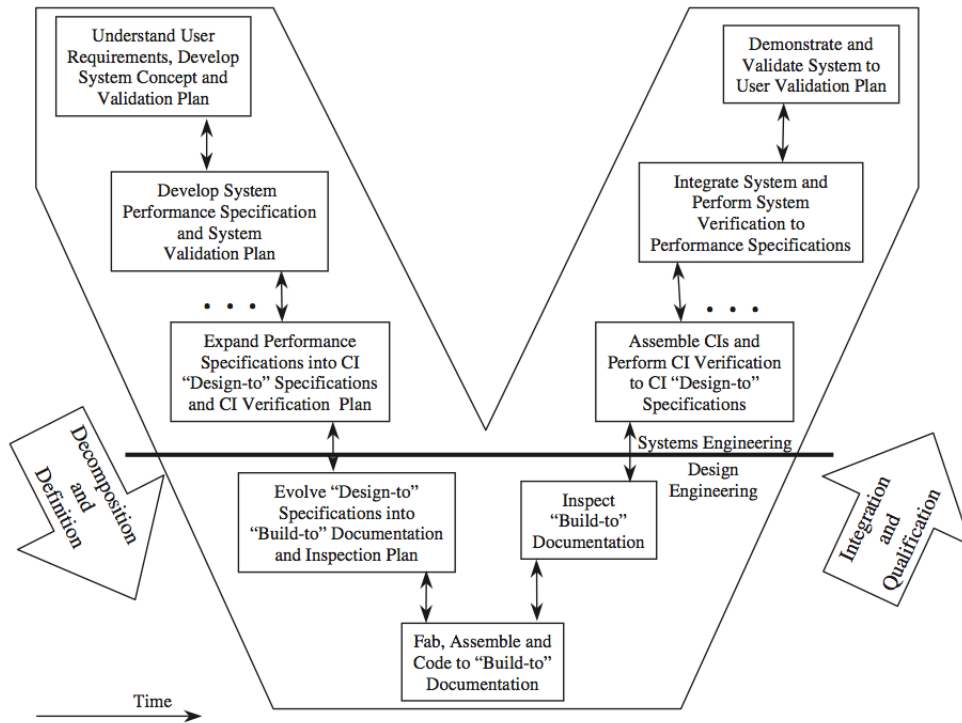 Understand User
Requirements, Develop
System Concept and
Validation Plan
Demonstrate and
Validate System to
User Validation Plan
Develop System
Performance Specification
and System
Validation Plan
Integrate System and
Perform System
Verification to
Performance Specifications
• • •
• • •
Expand Performance
Specifications into CI
“Design-to” Specifications
and CI Verification Plan
Assemble CIs and
Perform CI Verification
to CI “Design-to”
Specifications
Systems Engineering
Design
Engineering
Decomposition
and
Definition
Evolve “Design-to”
Specifications into
“Build-to” Documentation
and Inspection Plan
Inspect
“Build-to”
Documentation
Integration
and
Qualification
Fab, Assemble and
Code to “Build-to”
Documentation
Time